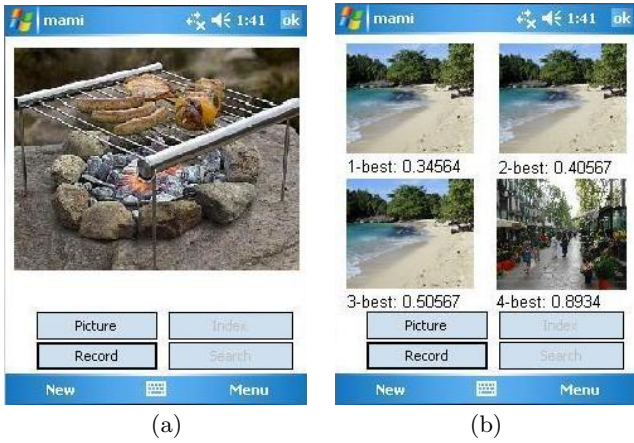 mami 1:41 ok
Picture Index
Record Search
New Menu
(a)
mami 1:41 ok
1-best: 0.34564 2-best: 0.40567
3-best: 0.50567 4-best: 0.8934
Picture Index
Record Search
New Menu
(b)